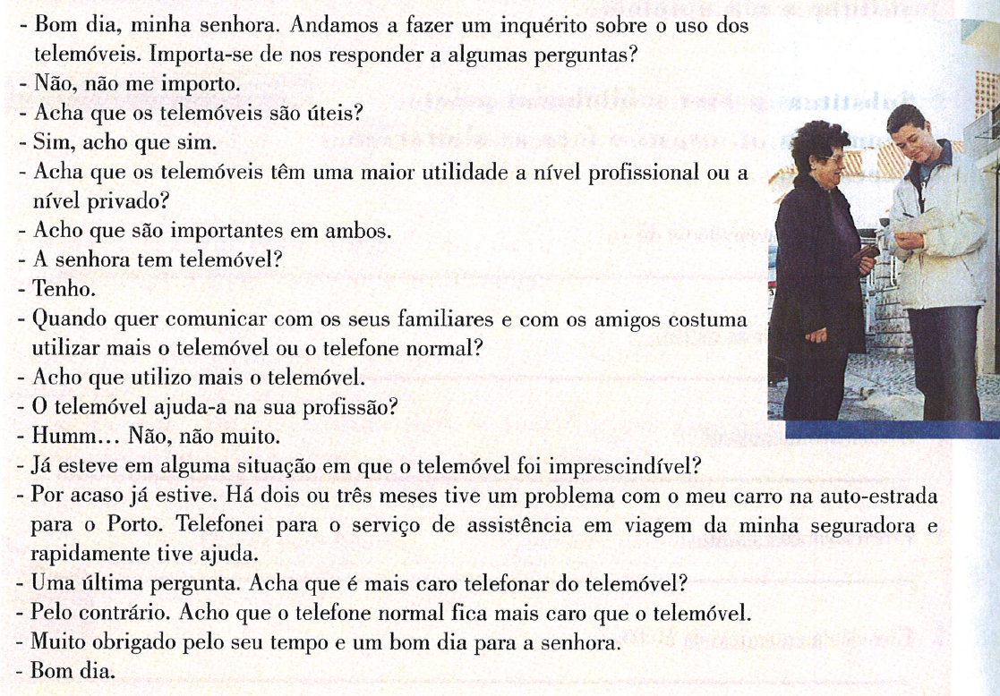 - Bom dia, minha senhora. Andamos a fazer um inquérito sobre o uso dos
telemóveis. Importa-se de nos responder a algumas perguntas?
- Não, não me importo.
- Acha que os telemóveis são úteis?
- Sim, acho que sim.
- Acha que os telemóveis têm uma maior utilidade a nível profissional ou a
nível privado?
- Acho que são importantes em ambos.
- A senhora tem telemóvel?
- Tenho.
- Quando quer comunicar com os seus familiares e com os amigos costuma
utilizar mais o telemóvel ou o telefone normal?
- Acho que utilizo mais o telemóvel.
- O telemóvel ajuda-a na sua profissão?
- Humm... Não, não muito.
- Já esteve em alguma situação em que o telemóvel foi imprescindível?
- Por acaso já estive. Há dois ou três meses tive um problema com o meu carro na auto-estrada
para o Porto. Telefonei para o serviço de assistência em viagem da minha seguradora e
rapidamente tive ajuda.
- Uma última pergunta. Acha que é mais caro telefonar do telemóvel?
- Pelo contrário. Acho que o telefone normal fica mais caro que o telemóvel.
- Muito obrigado pelo seu tempo e um bom dia para a senhora.
- Bom dia.